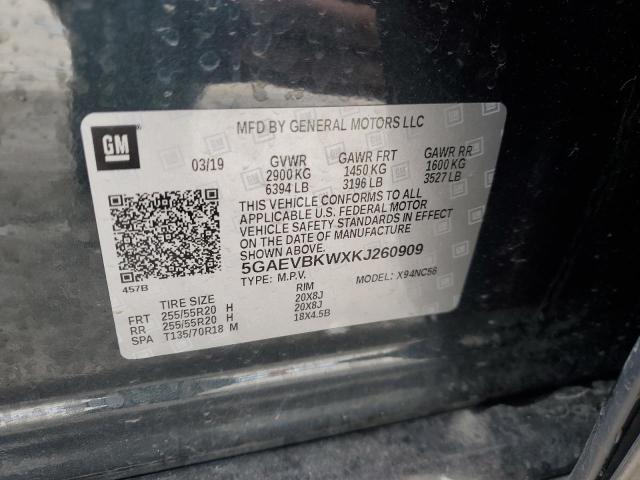 GM
MFD BY GENERAL MOTORS LLC
03/19 GVWR GAWR FRT GAWR RR
2900 KG 1450 KG 1600 KG
6394 LB 3196 LB 3527 LB
THIS VEHICLE CONFORMS TO ALL
APPLICABLE U.S. FEDERAL MOTOR
VEHICLE SAFETY STANDARDS IN EFFECT
ON THE DATE OF MANUFACTURE
SHOWN ABOVE.
5GAEVBKWXKJ260909
457B TYPE: M.P.V. MODEL: X94NC56
TIRE SIZE RIM
FRT 255/55R20 H 20X8J
RR 255/55R20 H 20X8J
SPA T135/70R18 M 18X4.5B